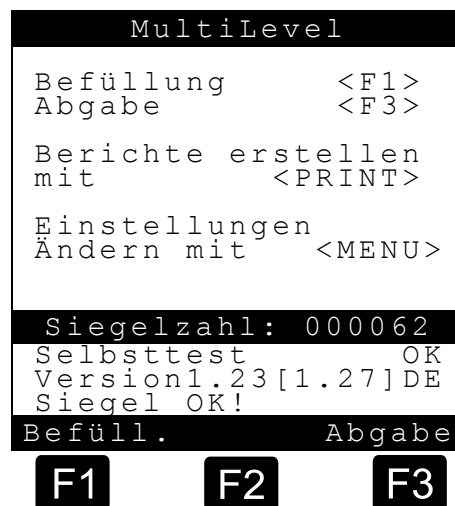 MultiLevel
Befüllung <F1>
Abgabe <F3>
Berichte erstellen
mit <PRINT>
Einstellungen
Ändern mit <MENU>
Siegelzahl: 000062
Selbsttest OK
Version1.23[1.27]DE
Siegel OK!
Befüll. Abgabe
F1 F2 F3